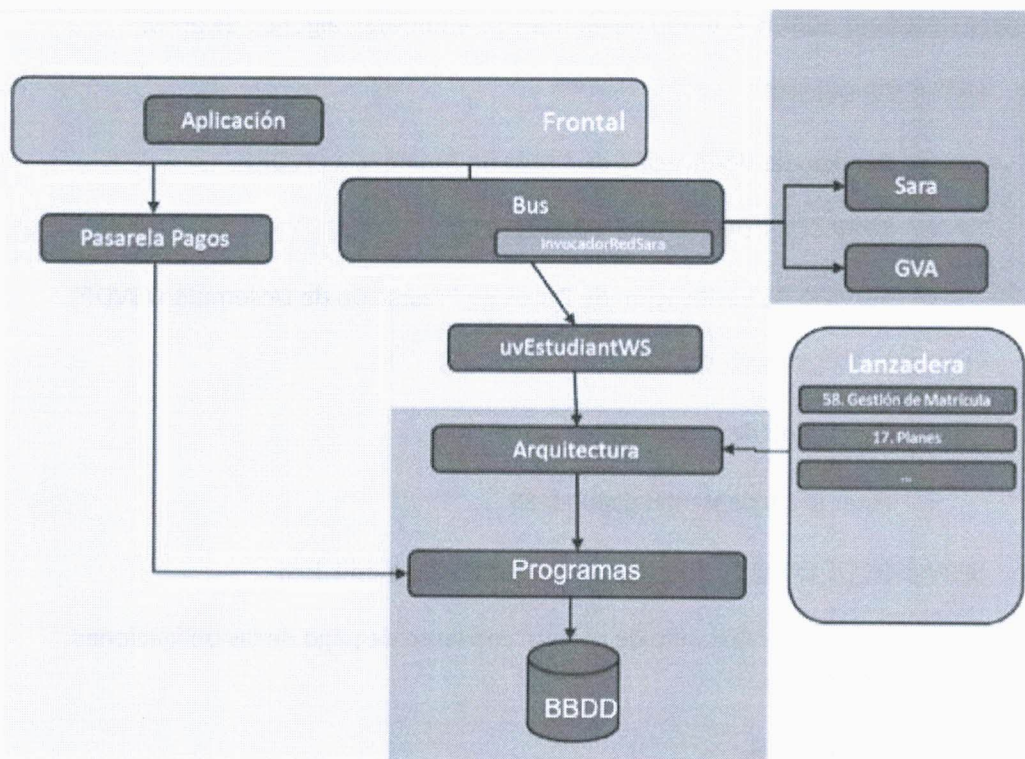 Aplicación
Frontal
Sara
Bus
Pasarela Pagos
InvocadorRedSara
GVA
uvEstudiantWS
Lanzadera
58. Gestión de Matrícula
17. Planes
...
Arquitectura
Programas
BBDD